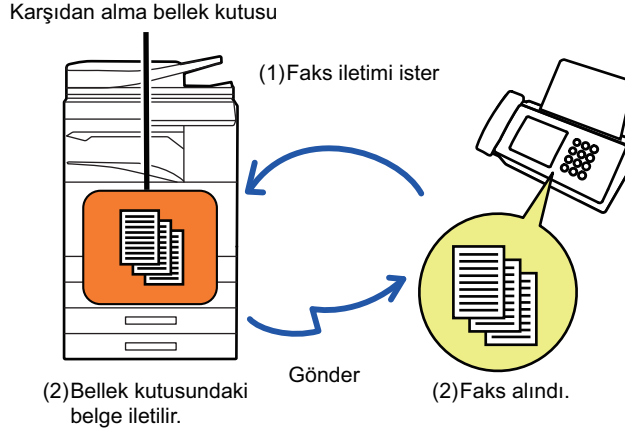 Karşıdan alma bellek kutusu
(1)Faks iletimi ister
Gönder
(2)Bellek kutusundaki
belge iletilir.
(2)Faks alındı.